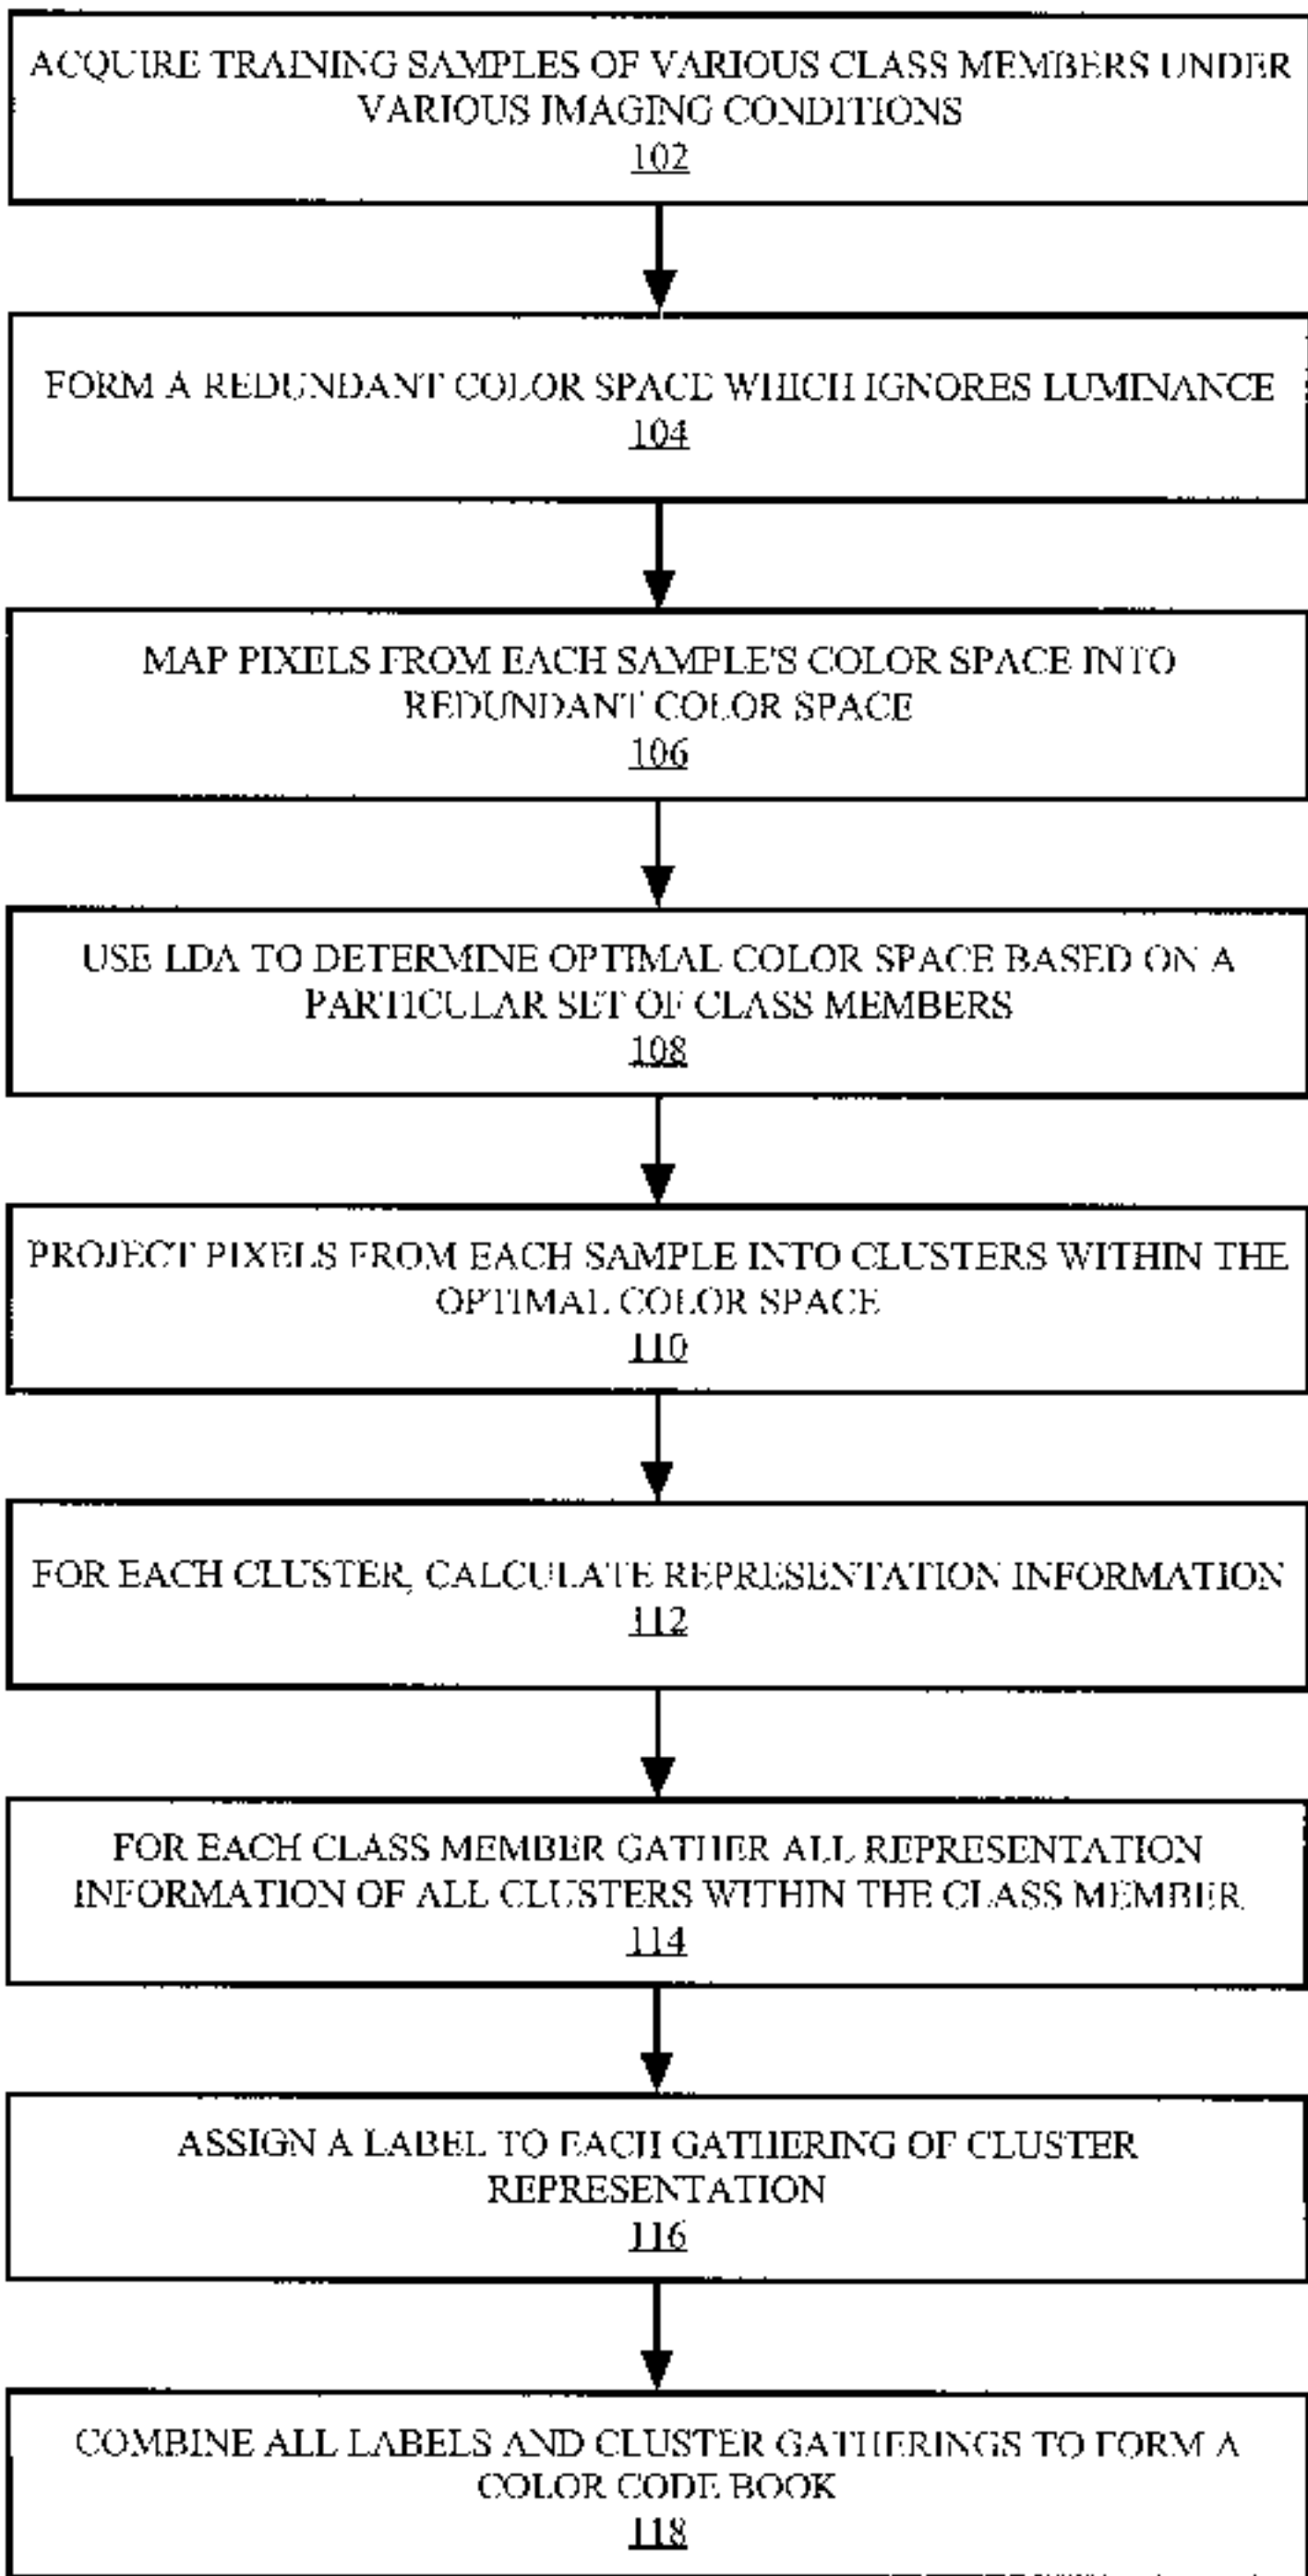 ACQUIRE TRAINING SAMPLES OF VARIOUS CLASS MEMBERS UNDER
VARIOUS IMAGING CONDITIONS
102
FORM A REDUNDANT COLOR SPACE WHICH IGNORES LUMINANCE
104
MAP PIXELS FROM EACH SAMPLE'S COLOR SPACE INTO
REDUNDANT COLOR SPACE
106
USE LDA TO DETERMINE OPTIMAL COLOR SPACE BASED ON A
PARTICULAR SET OF CLASS MEMBERS
108
PROJECT PIXELS FROM EACH SAMPLE INTO CLUSTERS WITHIN THE
OPTIMAL COLOR SPACE
110
FOR EACH CLUSTER, CALCULATE REPRESENTATION INFORMATION
112
FOR EACH CLASS MEMBER GATHER ALL REPRESENTATION
INFORMATION OF ALL CLUSTERS WITHIN THE CLASS MEMBER
114
ASSIGN A LABEL TO EACH GATHERING OF CLUSTER
REPRESENTATION
116
COMBINE ALL LABELS AND CLUSTER GATHERINGS TO FORM A
COLOR CODE BOOK
118